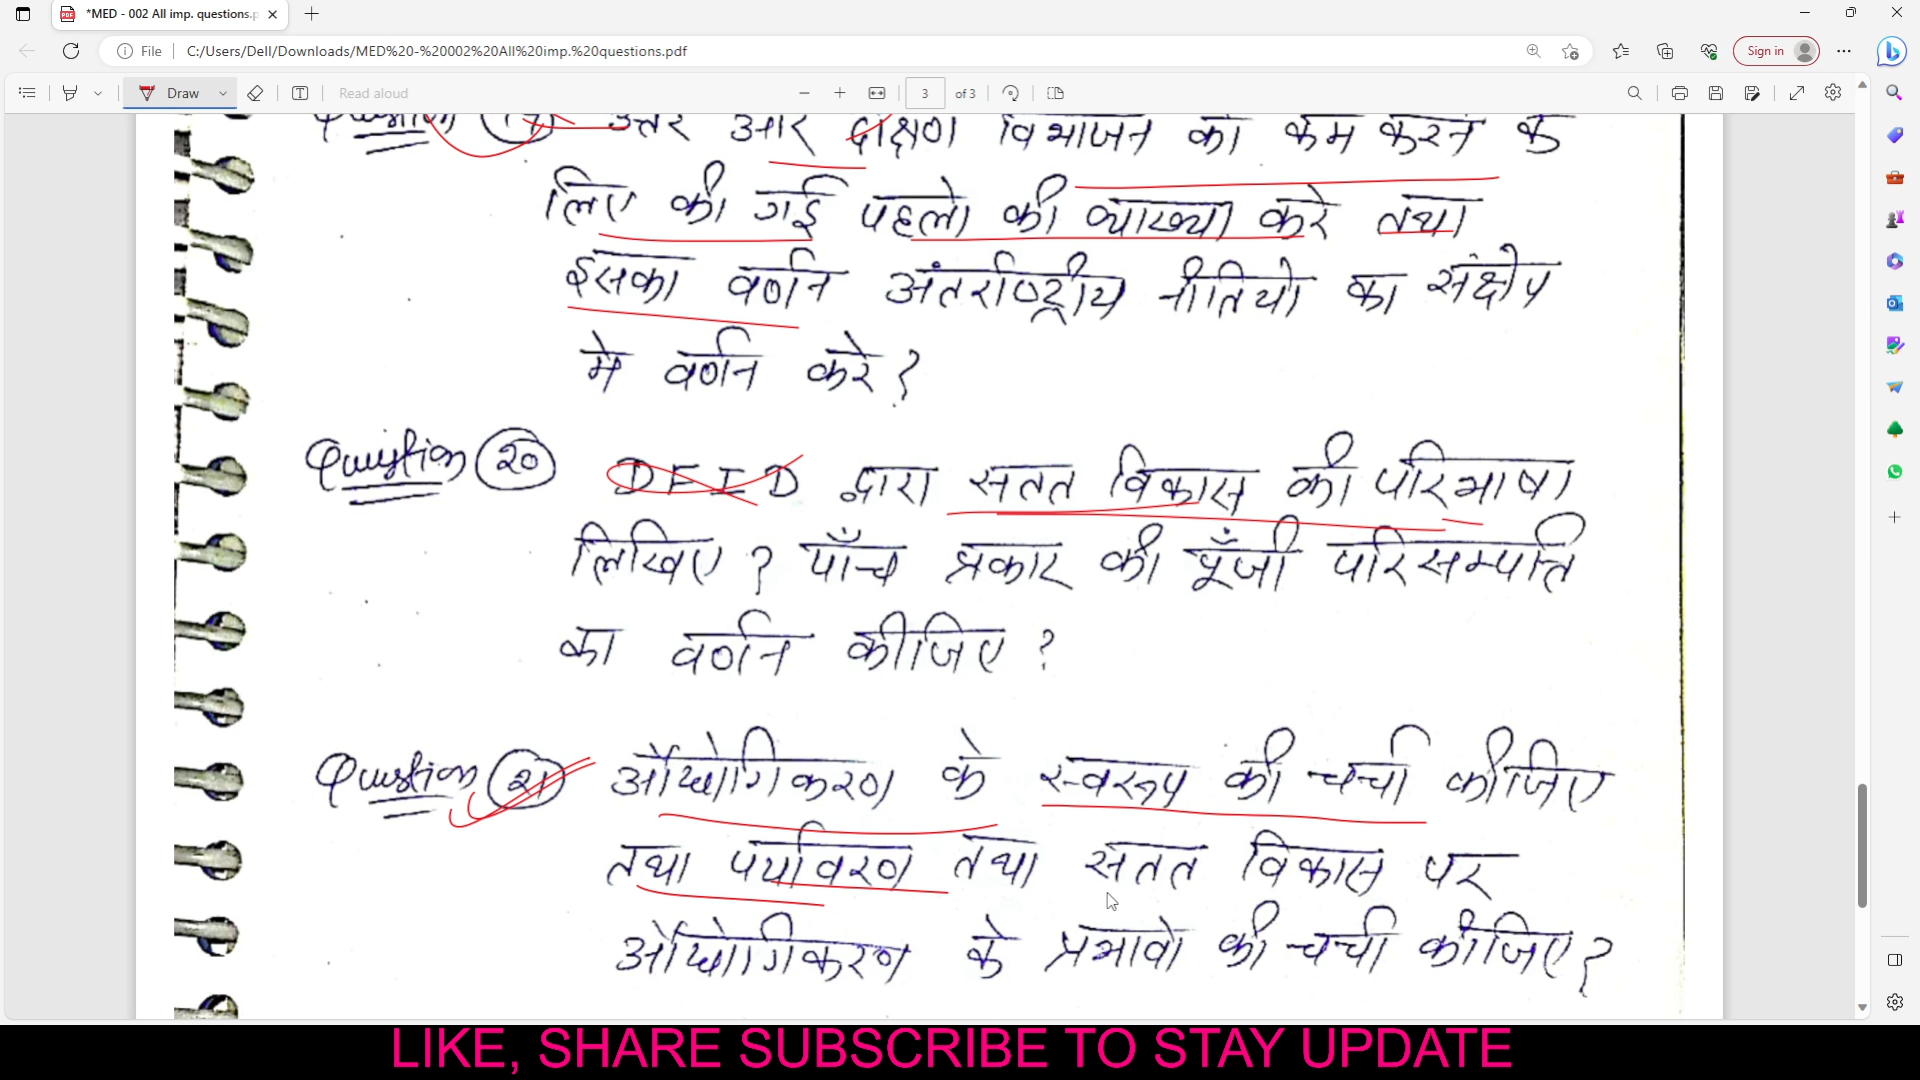 *MED - 002 All imp. questions.p
File
C:/Users/Dell/Downloads/MED%20-%20002%20All%20imp.%20questions.pdf
Sign in
Draw
Read aloud
3 of 3
Question (19) उत्तर और दक्षिण विभाजन को कम करने के
लिए की गई पहलो की व्याख्या करे तथा
इसका वर्णन अंतर्राष्ट्रीय नीतियो का संक्षेप
मे वर्णन करे ?
Question (२०) DFID द्वारा सतत विकास की परिभाषा
लिखिए ? पाँच प्रकार की पूँजी परिसम्पत्ति
का वर्णन कीजिए ?
Question (२१) औद्योगिकरण के स्वरूप की चर्चा कीजिए
तथा पर्यावरण तथा सतत विकास पर
औद्योगिकरण के प्रभावो की चर्चा कीजिए ?
LIKE, SHARE SUBSCRIBE TO STAY UPDATE